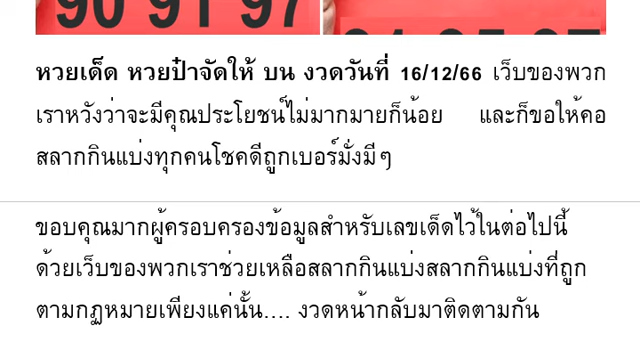 90 91 97
หวยเด็ด หวยป๋าจัดให้ บน งวดวันที่ 16/12/66 เว็บของพวก
เราหวังว่าจะมีคุณประโยชน์ไม่มากมายก็น้อย และก็ขอให้คอ
สลากกินแบ่งทุกคนโชคดีถูกเบอร์มั่งมีๆ
ขอบคุณมากผู้ครอบครองข้อมูลสำหรับเลขเด็ดไว้ในต่อไปนี้
ด้วยเว็บของพวกเราช่วยเหลือสลากกินแบ่งสลากกินแบ่งที่ถูก
ตามกฏหมายเพียงแค่นั้น.... งวดหน้ากลับมาติดตามกัน